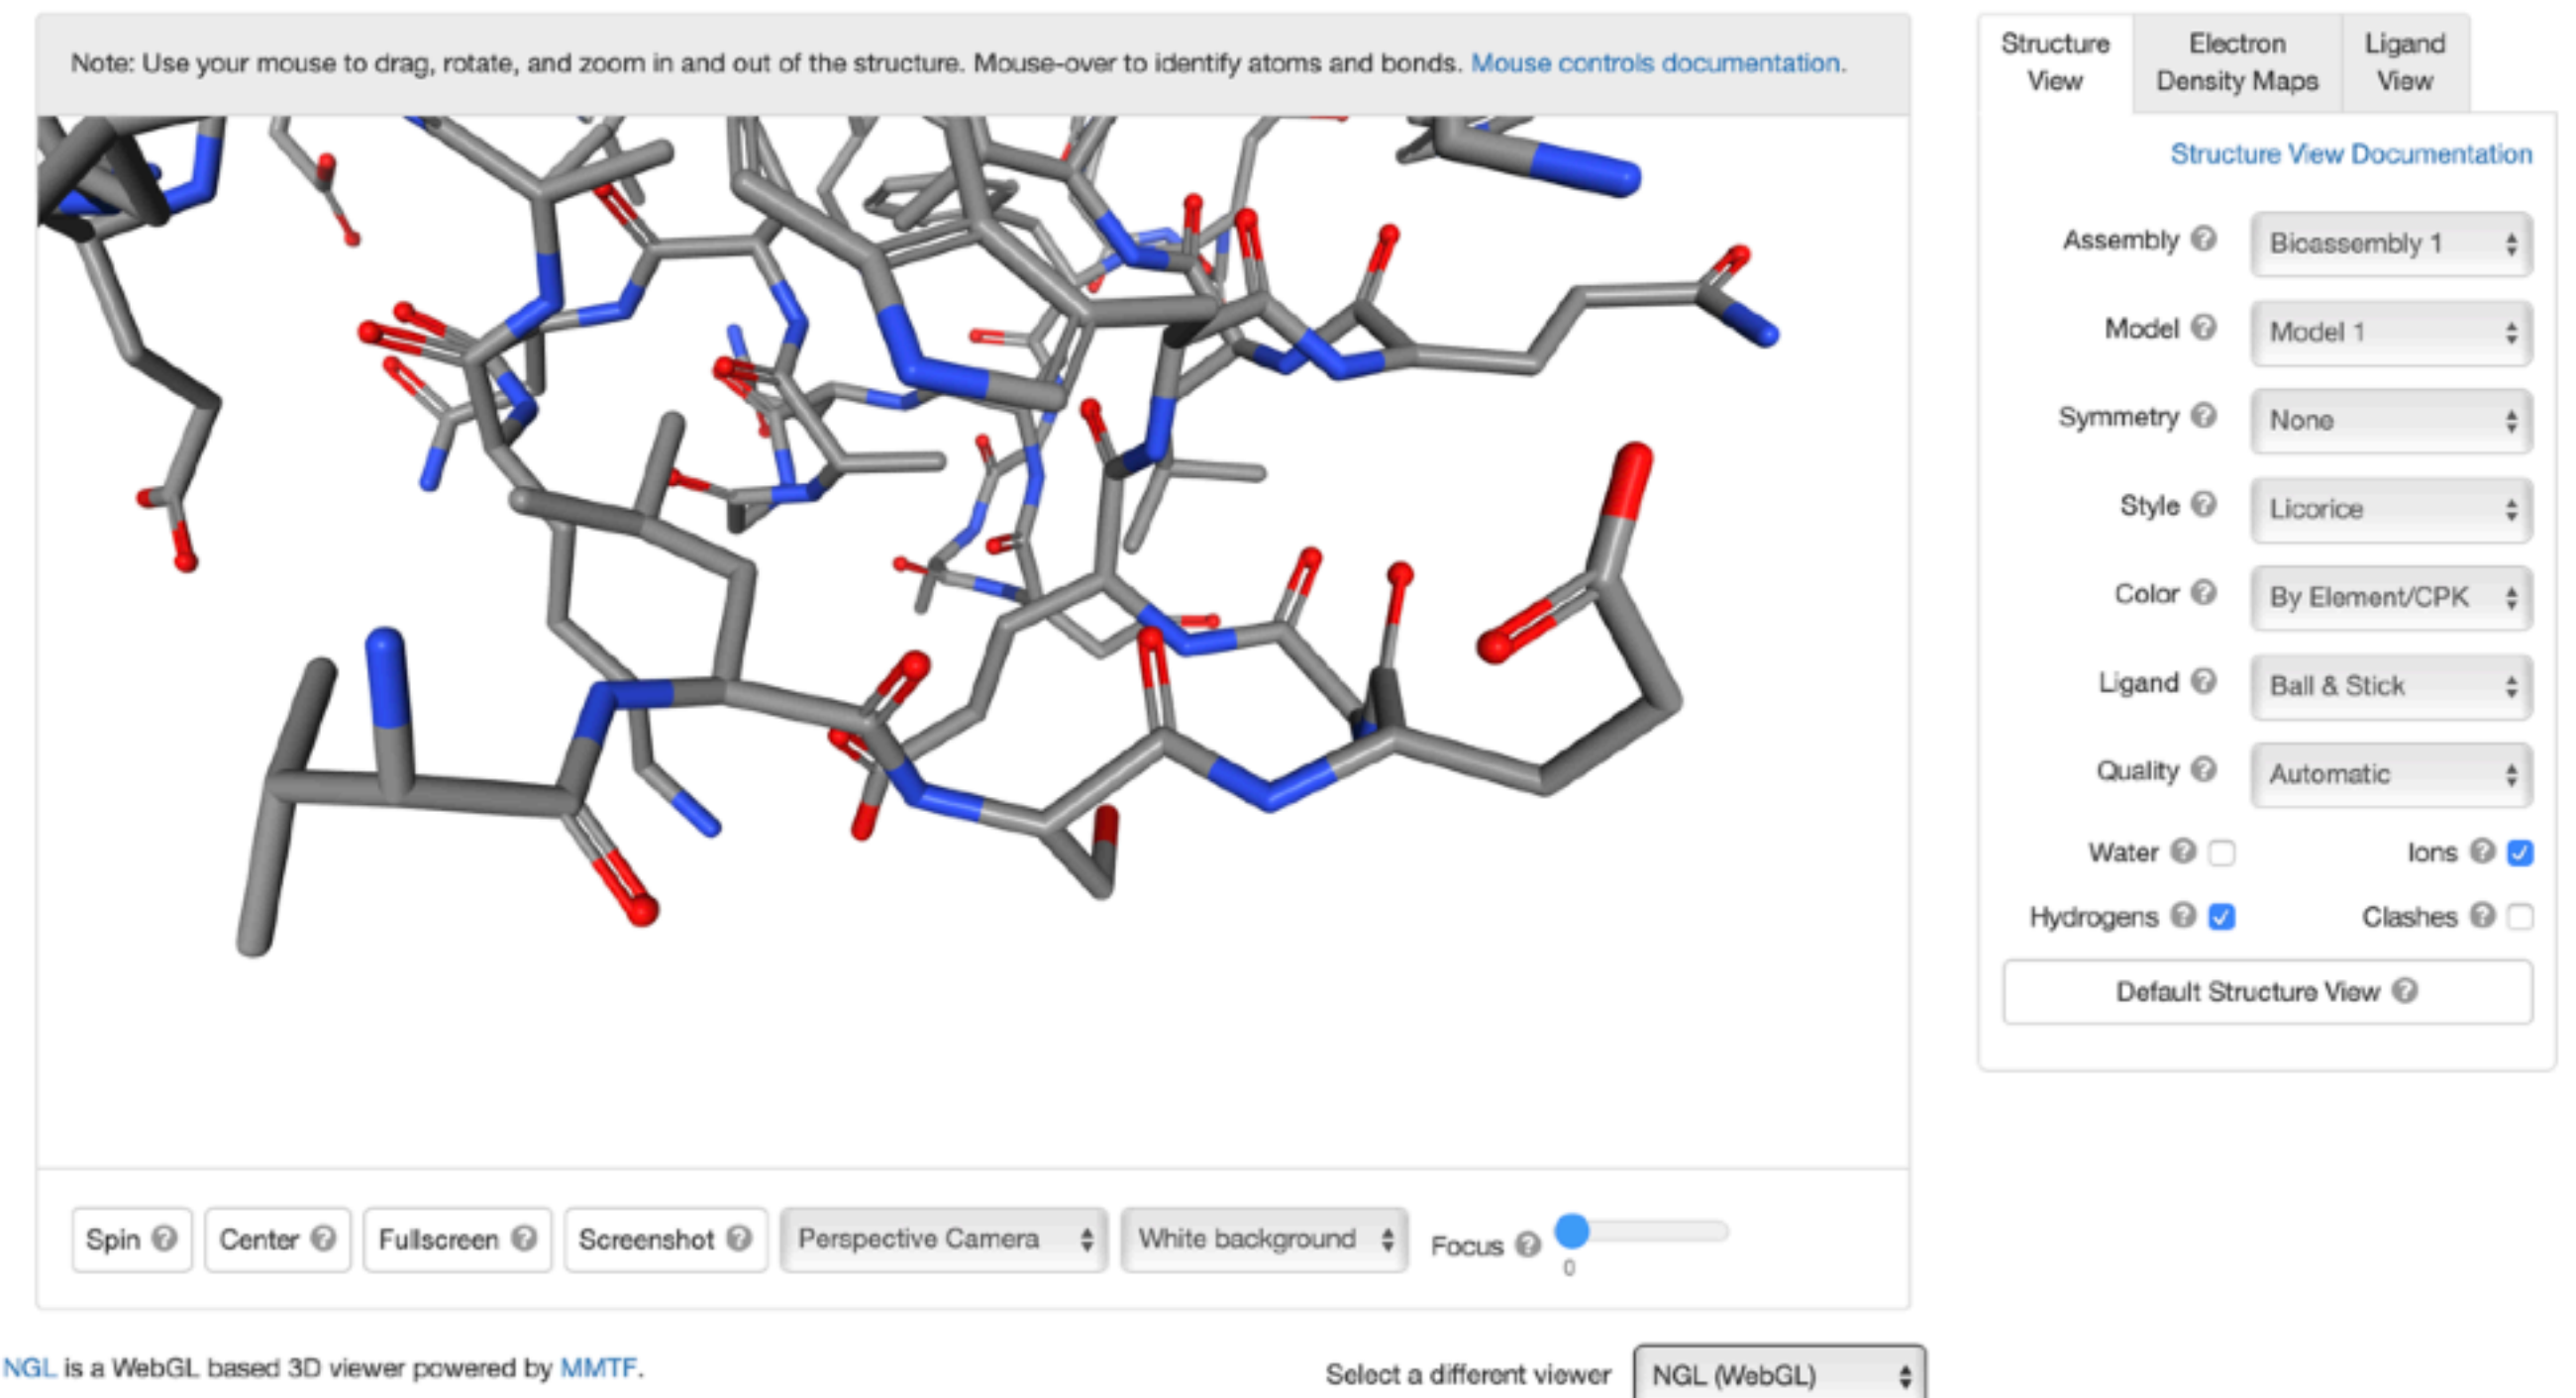 Note: Use your mouse to drag, rotate, and zoom in and out of the structure. Mouse-over to identify atoms and bonds. Mouse controls documentation.
Structure View
Electron Density Maps
Ligand View
Structure View Documentation
Assembly ? Bioassembly 1
Model ? Model 1
Symmetry ? None
Style ? Licorice
Color ? By Element/CPK
Ligand ? Ball & Stick
Quality ? Automatic
Water ? Ions ?
Hydrogens ? Clashes ?
Default Structure View ?
Spin ? Center ? Fullscreen ? Screenshot ? Perspective Camera White background Focus ?
0
NGL is a WebGL based 3D viewer powered by MMTF.
Select a different viewer NGL (WebGL)